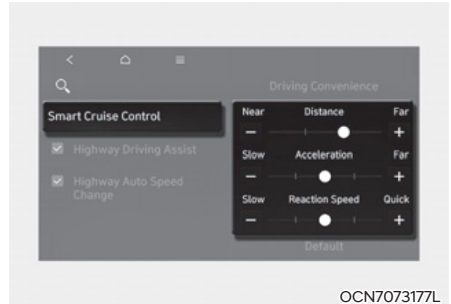 Driving Convenience
Smart Cruise Control
Highway Driving Assist
Highway Auto Speed
Change
Near Distance Far
Slow Acceleration Far
Slow Reaction Speed Quick
Default
OCN7073177L